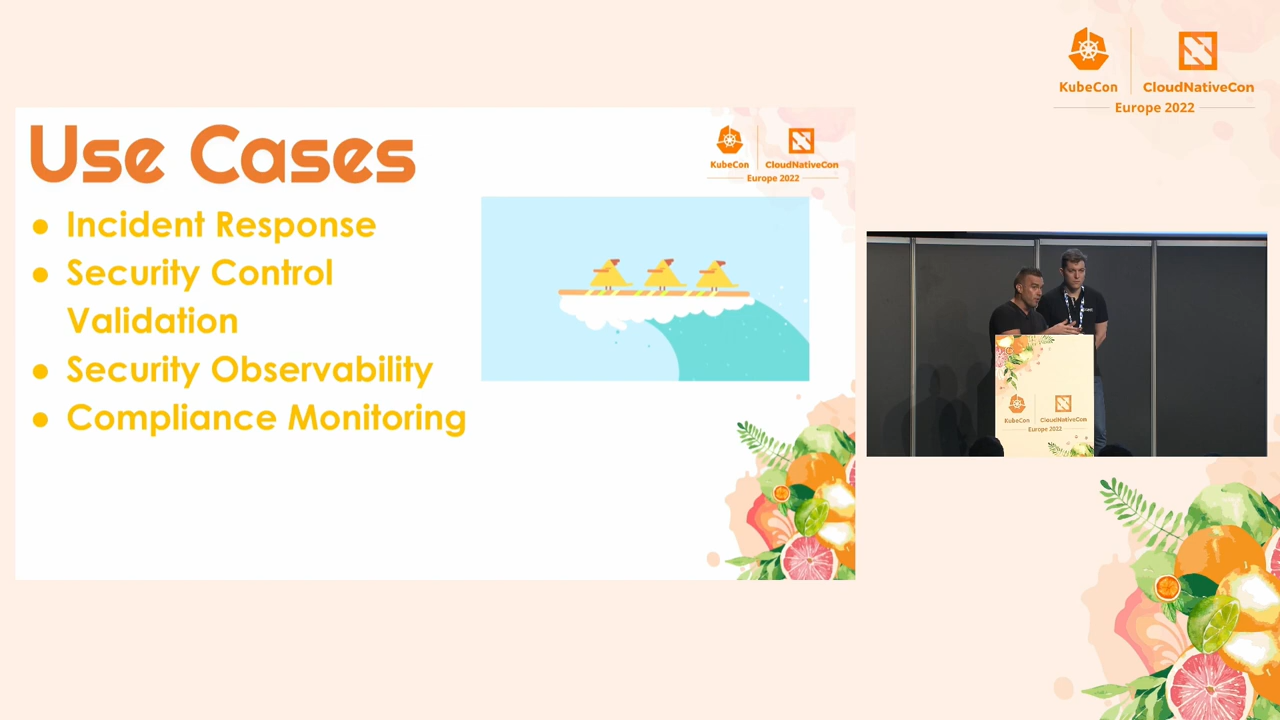 KubeCon
CloudNativeCon
Europe 2022
Use Cases
KubeCon
CloudNativeCon
Europe 2022
● Incident Response
● Security Control
Validation
● Security Observability
● Compliance Monitoring
KubeCon
CloudNativeCon
Europe 2022